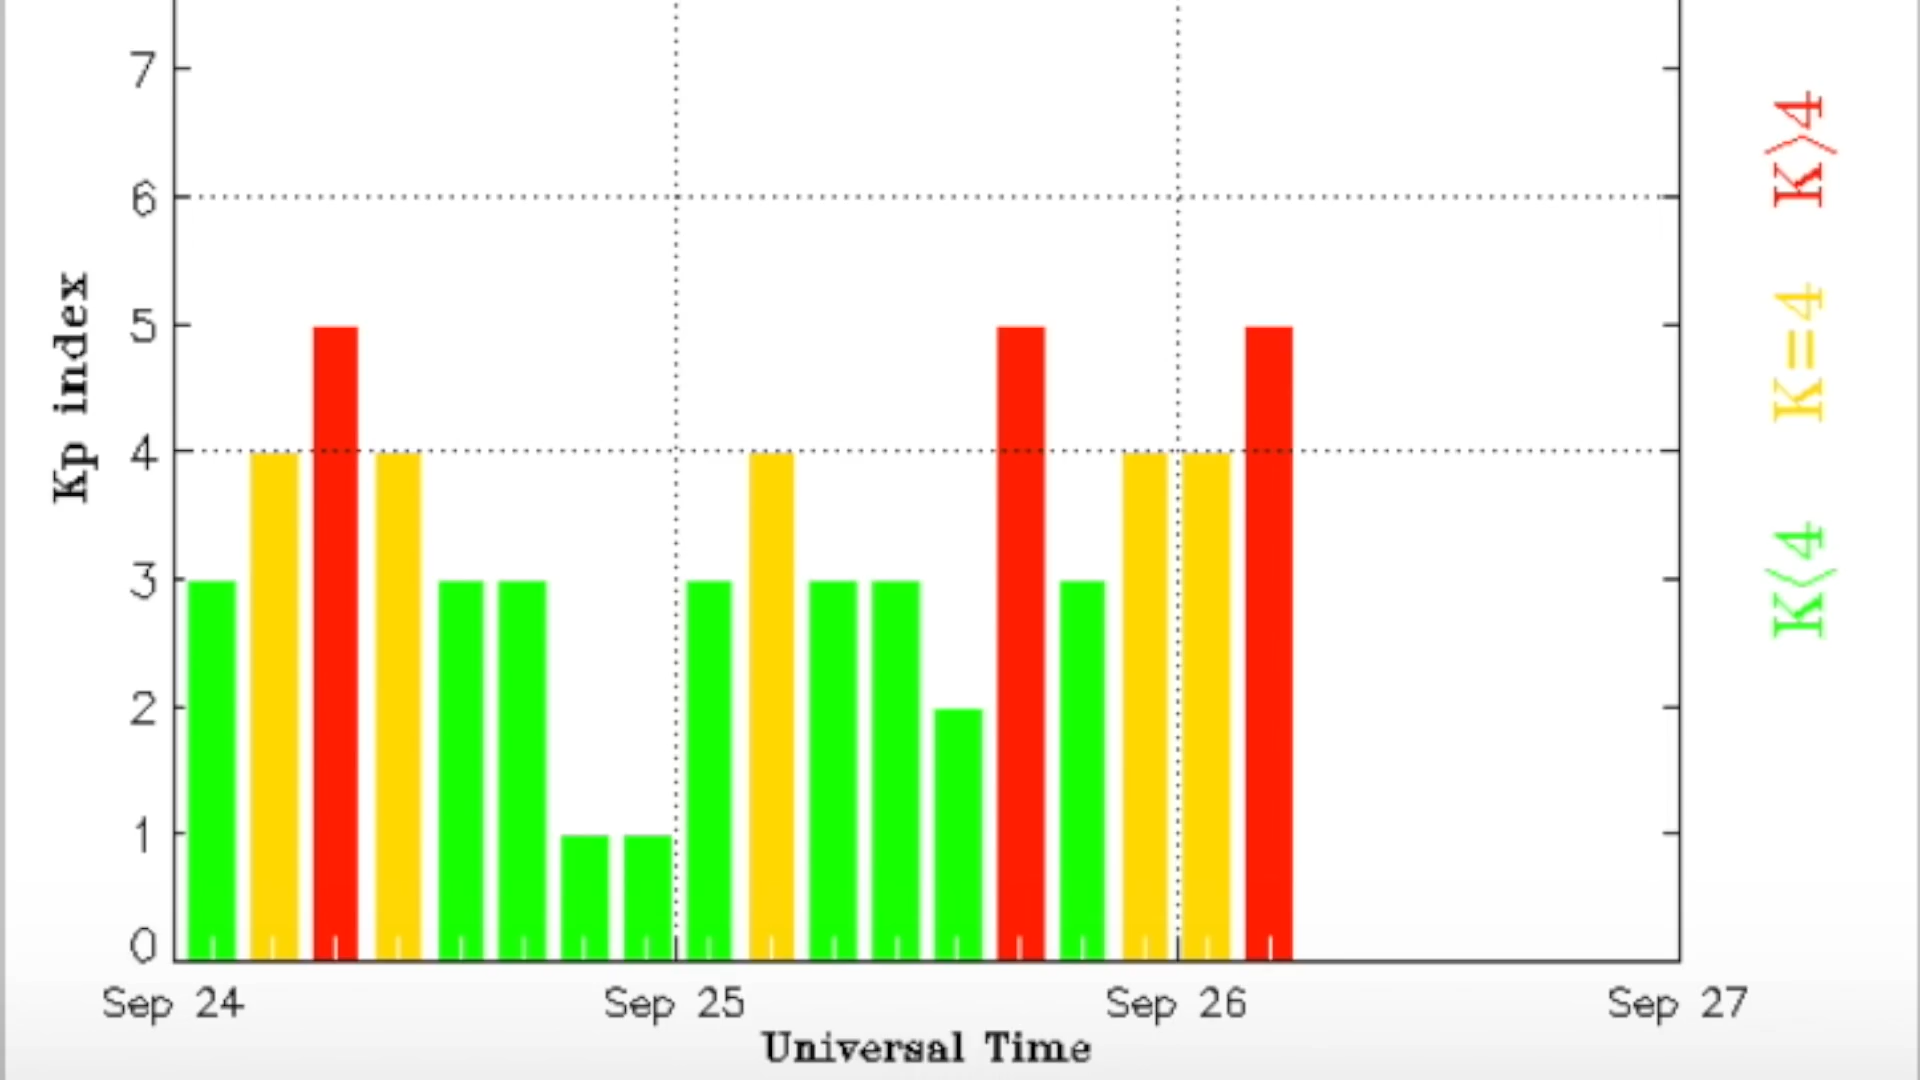 7
6
5
4
3
2
1
0
Kp index
Sep 24
Sep 25
Sep 26
Sep 27
Universal Time
K>4
K=4
K<4